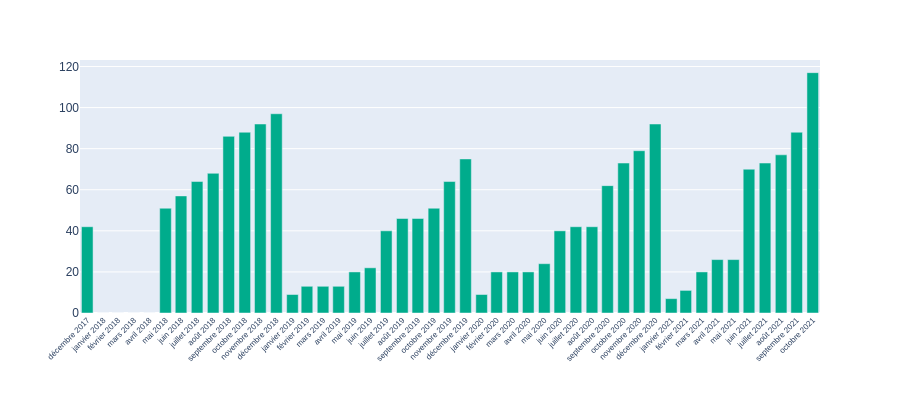 120
100
80
60
40
20
0
décembre 2017
janvier 2018
février 2018
mars 2018
avril 2018
mai 2018
juin 2018
juillet 2018
août 2018
septembre 2018
octobre 2018
novembre 2018
décembre 2018
janvier 2019
février 2019
mars 2019
avril 2019
mai 2019
juin 2019
juillet 2019
août 2019
septembre 2019
octobre 2019
novembre 2019
décembre 2019
janvier 2020
février 2020
mars 2020
avril 2020
mai 2020
juin 2020
juillet 2020
août 2020
septembre 2020
octobre 2020
novembre 2020
décembre 2020
janvier 2021
février 2021
mars 2021
avril 2021
mai 2021
juin 2021
juillet 2021
août 2021
septembre 2021
octobre 2021